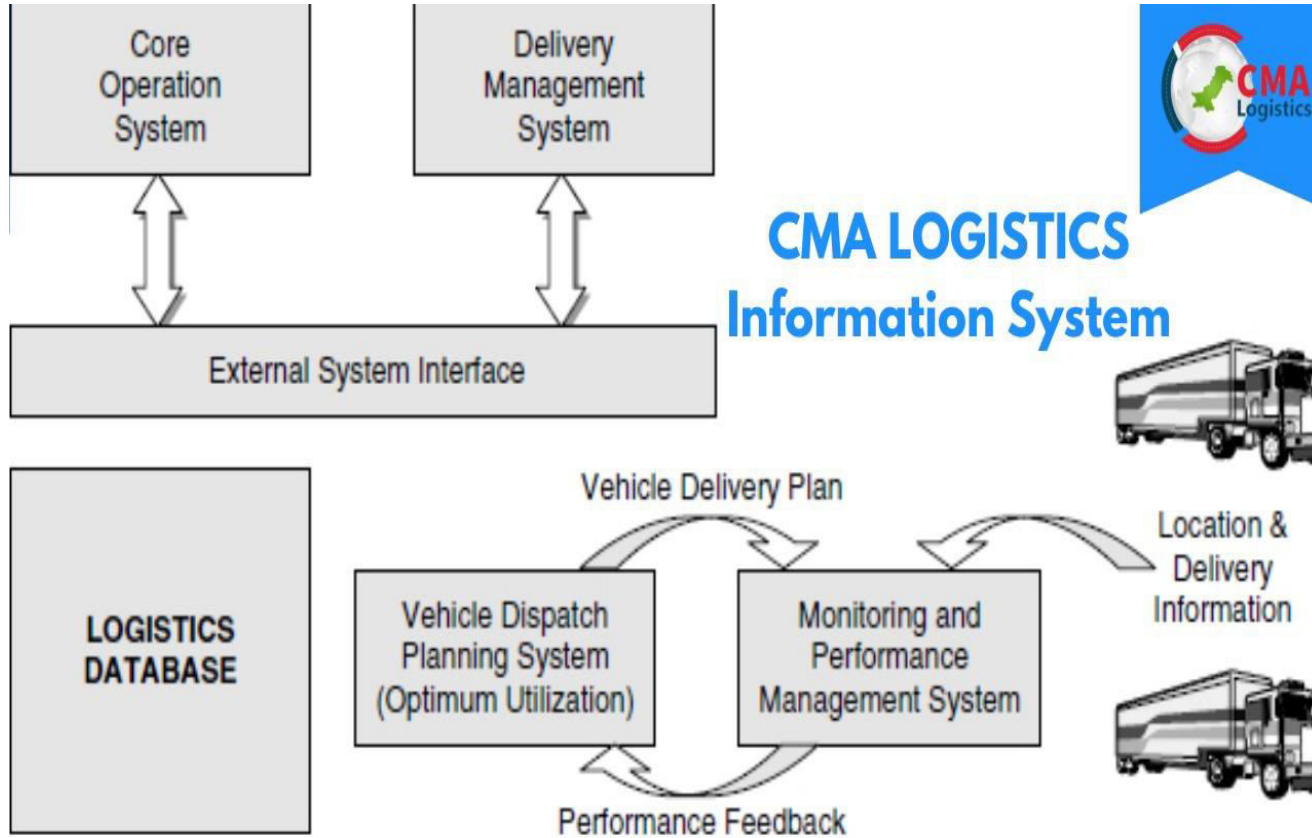 Core
Operation
System
Delivery
Management
System
CMA
Logistics
CMA LOGISTICS
Information System
External System Interface
Vehicle Delivery Plan
Location &
Delivery
Information
LOGISTICS
DATABASE
Vehicle Dispatch
Planning System
(Optimum Utilization)
Monitoring and
Performance
Management System
Performance Feedback